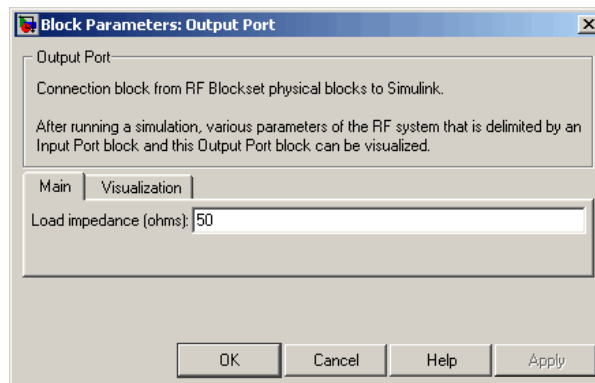 Block Parameters: Output Port
Output Port
Connection block from RF Blockset physical blocks to Simulink.
After running a simulation, various parameters of the RF system that is delimited by an
Input Port block and this Output Port block can be visualized.
Main Visualization
Load impedance (ohms): 50
OK Cancel Help Apply